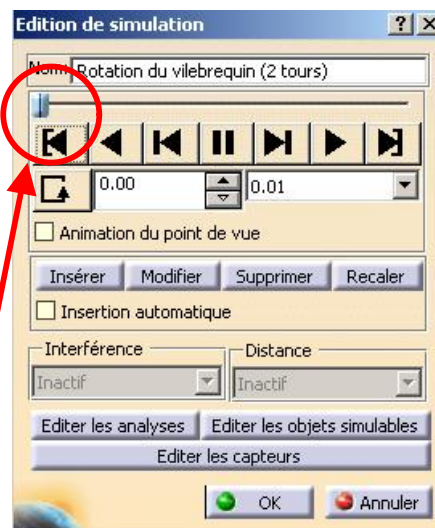 Edition de simulation
Nom: Rotation du vilebrequin (2 tours)
0.00 0.01
Animation du point de vue
Insérer Modifier Supprimer Recaler
Insertion automatique
Interférence Distance
Inactif Inactif
Editer les analyses Editer les objets simulables
Editer les capteurs
OK Annuler